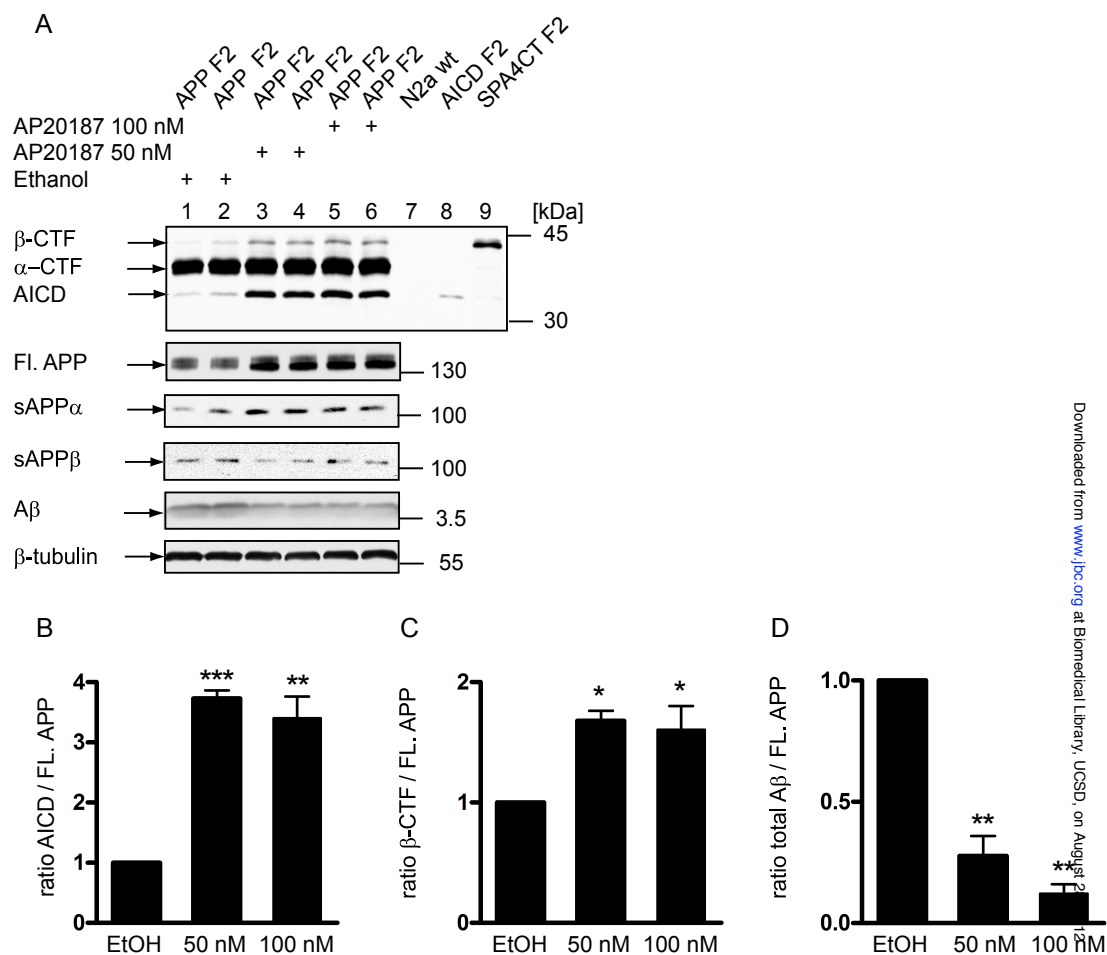 A
APP F2 APP F2 APP F2 APP F2 APP F2 APP F2 N2a wt AICD F2 SPA4CT F2
AP20187 100 nM + +
AP20187 50 nM + +
Ethanol + +
1 2 3 4 5 6 7 8 9 [kDa]
β-CTF 45
α–CTF
AICD
30
Fl. APP 130
sAPPα 100
sAPPβ 100
Aβ 3.5
β-tubulin 55
B
ratio AICD / FL. APP
4
3
2
1
0
*** **
EtOH 50 nM 100 nM
C
ratio β-CTF / FL. APP
2
1
0
* *
EtOH 50 nM 100 nM
D
ratio total Aβ / FL. APP
1.0
0.5
0.0
** **
EtOH 50 nM 100 nM
Downloaded from www.jbc.org at Biomedical Library, UCSD, on August